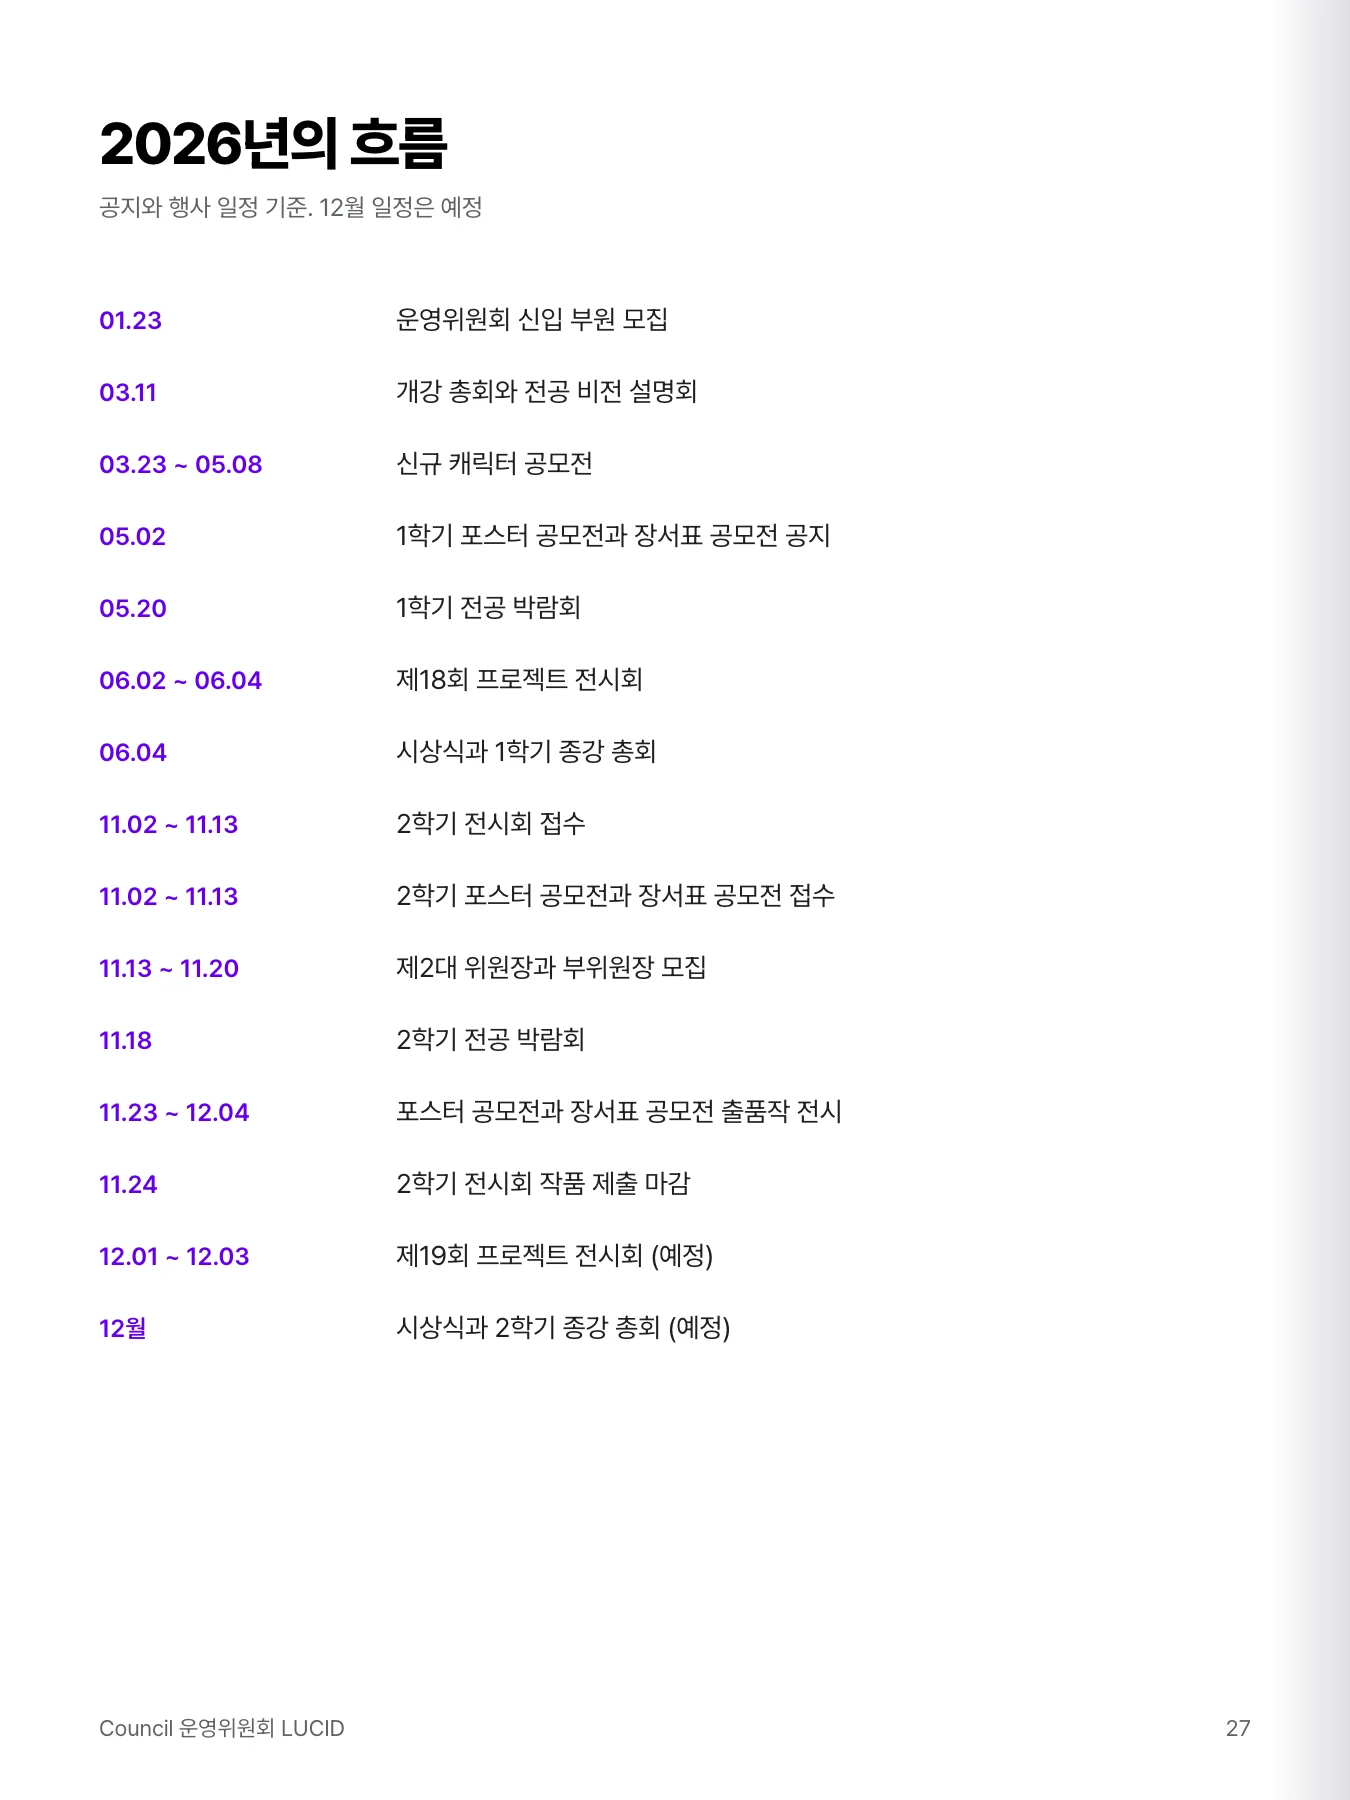 2026년의 흐름
공지와 행사 일정 기준. 12월 일정은 예정
01.23 운영위원회 신입 부원 모집
03.11 개강 총회와 전공 비전 설명회
03.23 ~ 05.08 신규 캐릭터 공모전
05.02 1학기 포스터 공모전과 장서표 공모전 공지
05.20 1학기 전공 박람회
06.02 ~ 06.04 제18회 프로젝트 전시회
06.04 시상식과 1학기 종강 총회
11.02 ~ 11.13 2학기 전시회 접수
11.02 ~ 11.13 2학기 포스터 공모전과 장서표 공모전 접수
11.13 ~ 11.20 제2대 위원장과 부위원장 모집
11.18 2학기 전공 박람회
11.23 ~ 12.04 포스터 공모전과 장서표 공모전 출품작 전시
11.24 2학기 전시회 작품 제출 마감
12.01 ~ 12.03 제19회 프로젝트 전시회 (예정)
12월 시상식과 2학기 종강 총회 (예정)
Council 운영위원회 LUCID 27